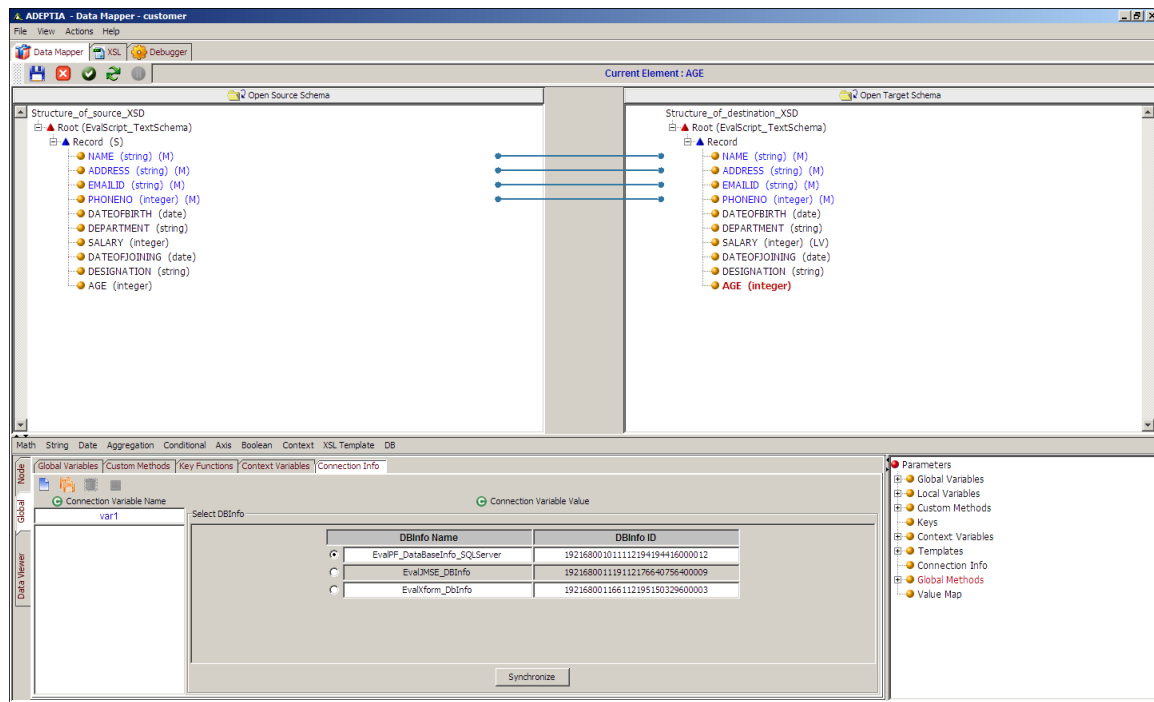 ADEPTIA - Data Mapper - customer
File View Actions Help
Data Mapper XSL Debugger
Current Element : AGE
Open Source Schema
Open Target Schema
Structure_of_source_XSD
Root (EvalScript_TextSchema)
Record (S)
NAME (string) (M)
ADDRESS (string) (M)
EMAILID (string) (M)
PHONENO (integer) (M)
DATEOFBIRTH (date)
DEPARTMENT (string)
SALARY (integer)
DATEOFJOINING (date)
DESIGNATION (string)
AGE (integer)
Structure_of_destination_XSD
Root (EvalScript_TextSchema)
Record
NAME (string) (M)
ADDRESS (string) (M)
EMAILID (string) (M)
PHONENO (integer) (M)
DATEOFBIRTH (date)
DEPARTMENT (string)
SALARY (integer) (LV)
DATEOFJOINING (date)
DESIGNATION (string)
AGE (integer)
Math String Date Aggregation Conditional Axis Boolean Context XSL Template DB
Node
Global
Data Viewer
Global Variables Custom Methods Key Functions Context Variables Connection Info
Connection Variable Name
Connection Variable Value
var1
Select DBInfo
DBInfo Name DBInfo ID
EvalPF_DataBaseInfo_SQLServer 192168001011112194194416000012
EvalJMSE_DBInfo 192168001119112176640756400009
EvalXform_DbInfo 192168001166112195150329600003
Synchronize
Parameters
Global Variables
Local Variables
Custom Methods
Keys
Context Variables
Templates
Connection Info
Global Methods
Value Map